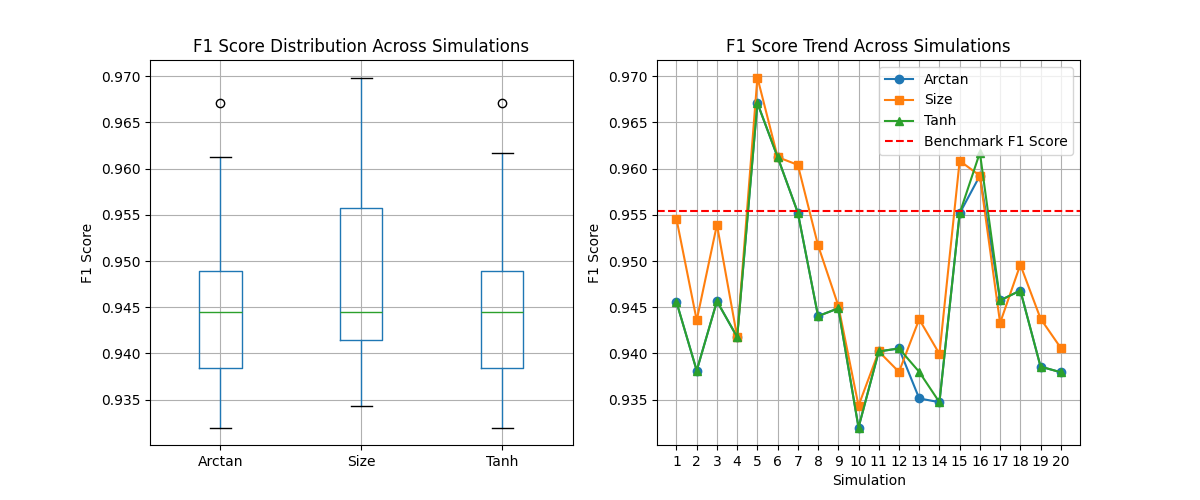 F1 Score Distribution Across Simulations
F1 Score
0.970
0.965
0.960
0.955
0.950
0.945
0.940
0.935
Arctan Size Tanh
F1 Score Trend Across Simulations
F1 Score
0.970
0.965
0.960
0.955
0.950
0.945
0.940
0.935
Arctan
Size
Tanh
Benchmark F1 Score
1 2 3 4 5 6 7 8 9 10 11 12 13 14 15 16 17 18 19 20
Simulation